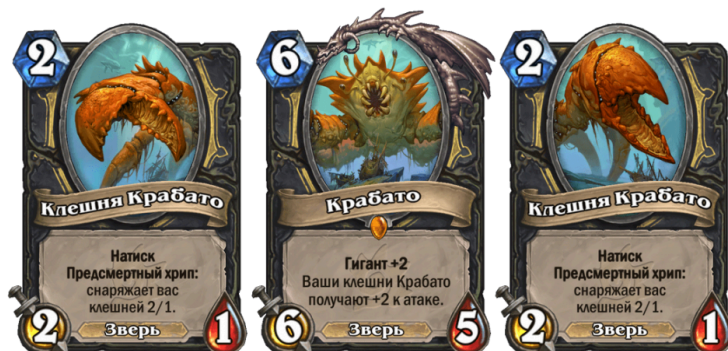 2
Клешня Крабато
Натиск
Предсмертный хрип:
снаряжает вас
клешней 2/1.
2
Зверь
1
6
Крабато
Гигант +2
Ваши клешни Крабато
получают +2 к атаке.
6
Зверь
5
2
Клешня Крабато
Натиск
Предсмертный хрип:
снаряжает вас
клешней 2/1.
2
Зверь
1